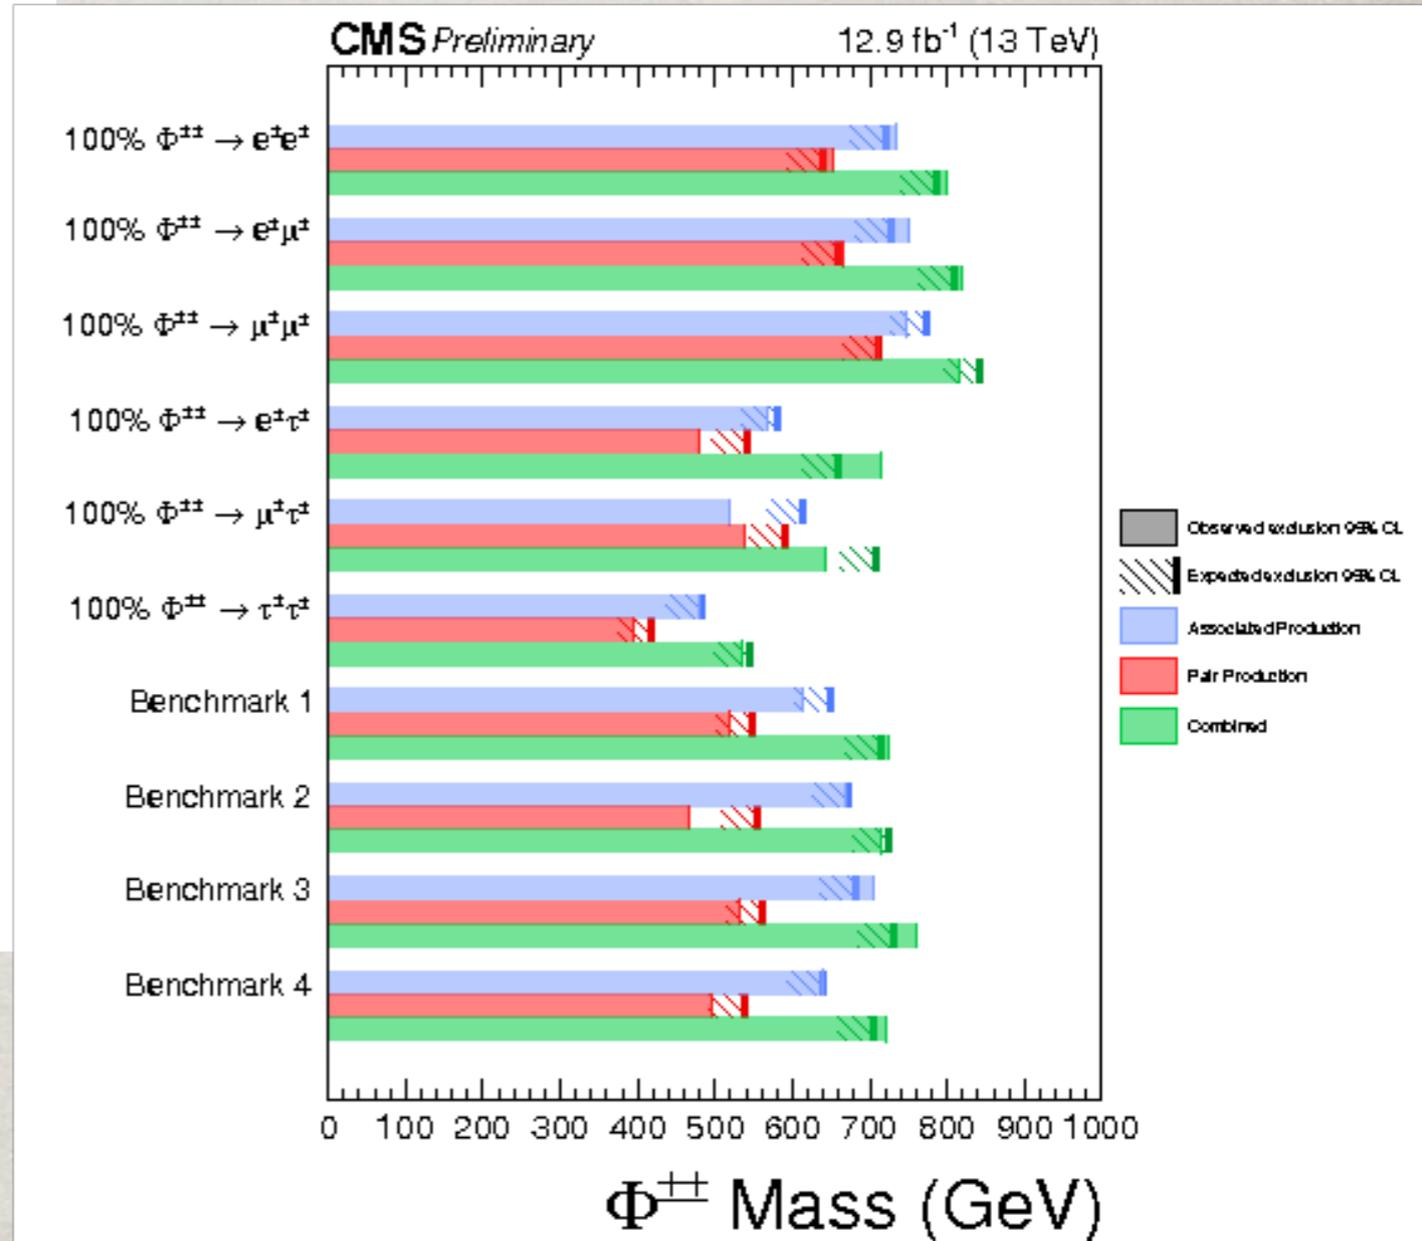 CMS Preliminary 12.9 fb⁻¹ (13 TeV)
100% Φ±± → e±e±
100% Φ±± → e±μ±
100% Φ±± → μ±μ±
100% Φ±± → e±τ±
100% Φ±± → μ±τ±
100% Φ±± → τ±τ±
Benchmark 1
Benchmark 2
Benchmark 3
Benchmark 4
Observed exclusion 95% CL
Expected exclusion 95% CL
Associated Production
Pair Production
Combined
0 100 200 300 400 500 600 700 800 900 1000
Φ±± Mass (GeV)